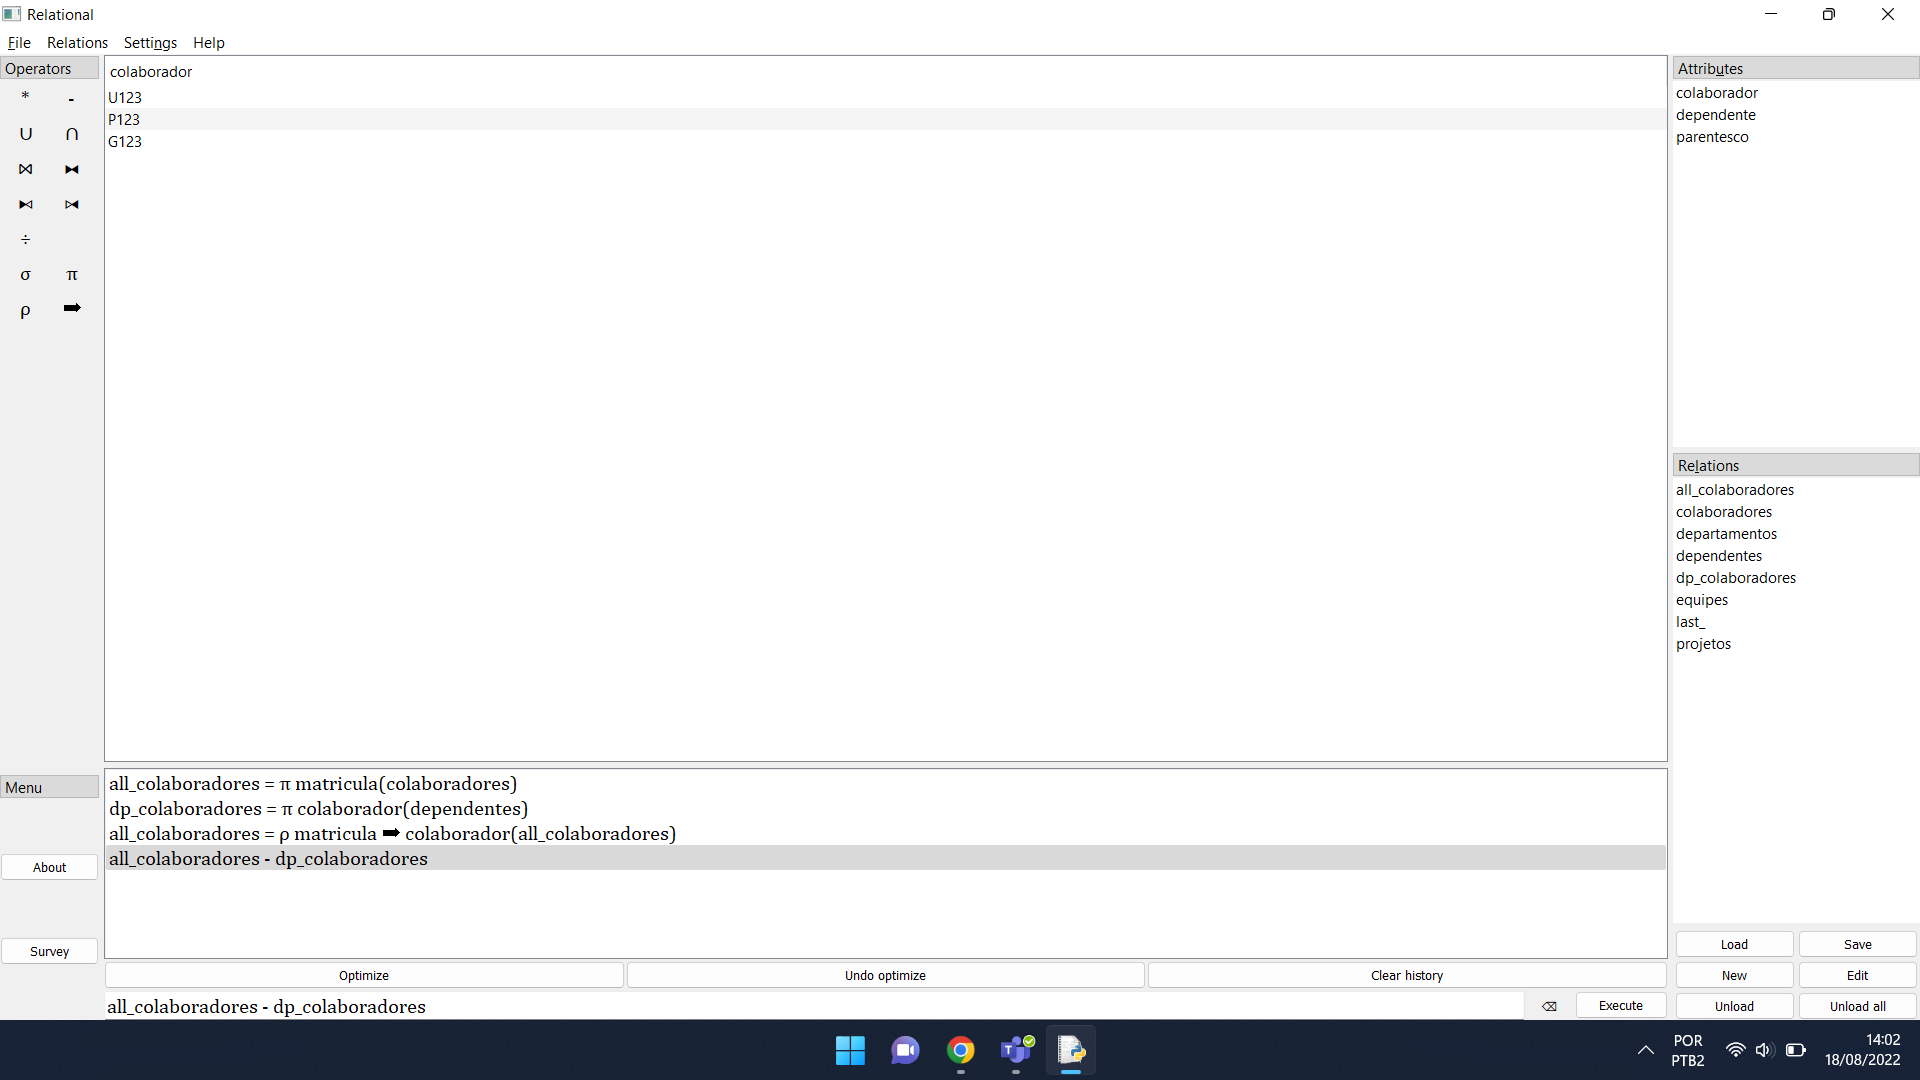 Relational
File Relations Settings Help
Operators
* -
∪ ∩
⋈ ⧓
⧑ ⧒
÷
σ π
ρ ➡
colaborador
U123
P123
G123
Attributes
colaborador
dependente
parentesco
Relations
all_colaboradores
colaboradores
departamentos
dependentes
dp_colaboradores
equipes
last_
projetos
Menu
About
Survey
all_colaboradores = π matricula(colaboradores)
dp_colaboradores = π colaborador(dependentes)
all_colaboradores = ρ matricula ➡ colaborador(all_colaboradores)
all_colaboradores - dp_colaboradores
Optimize Undo optimize Clear history
all_colaboradores - dp_colaboradores ⌫ Execute
Load Save
New Edit
Unload Unload all
POR
PTB2
14:02
18/08/2022